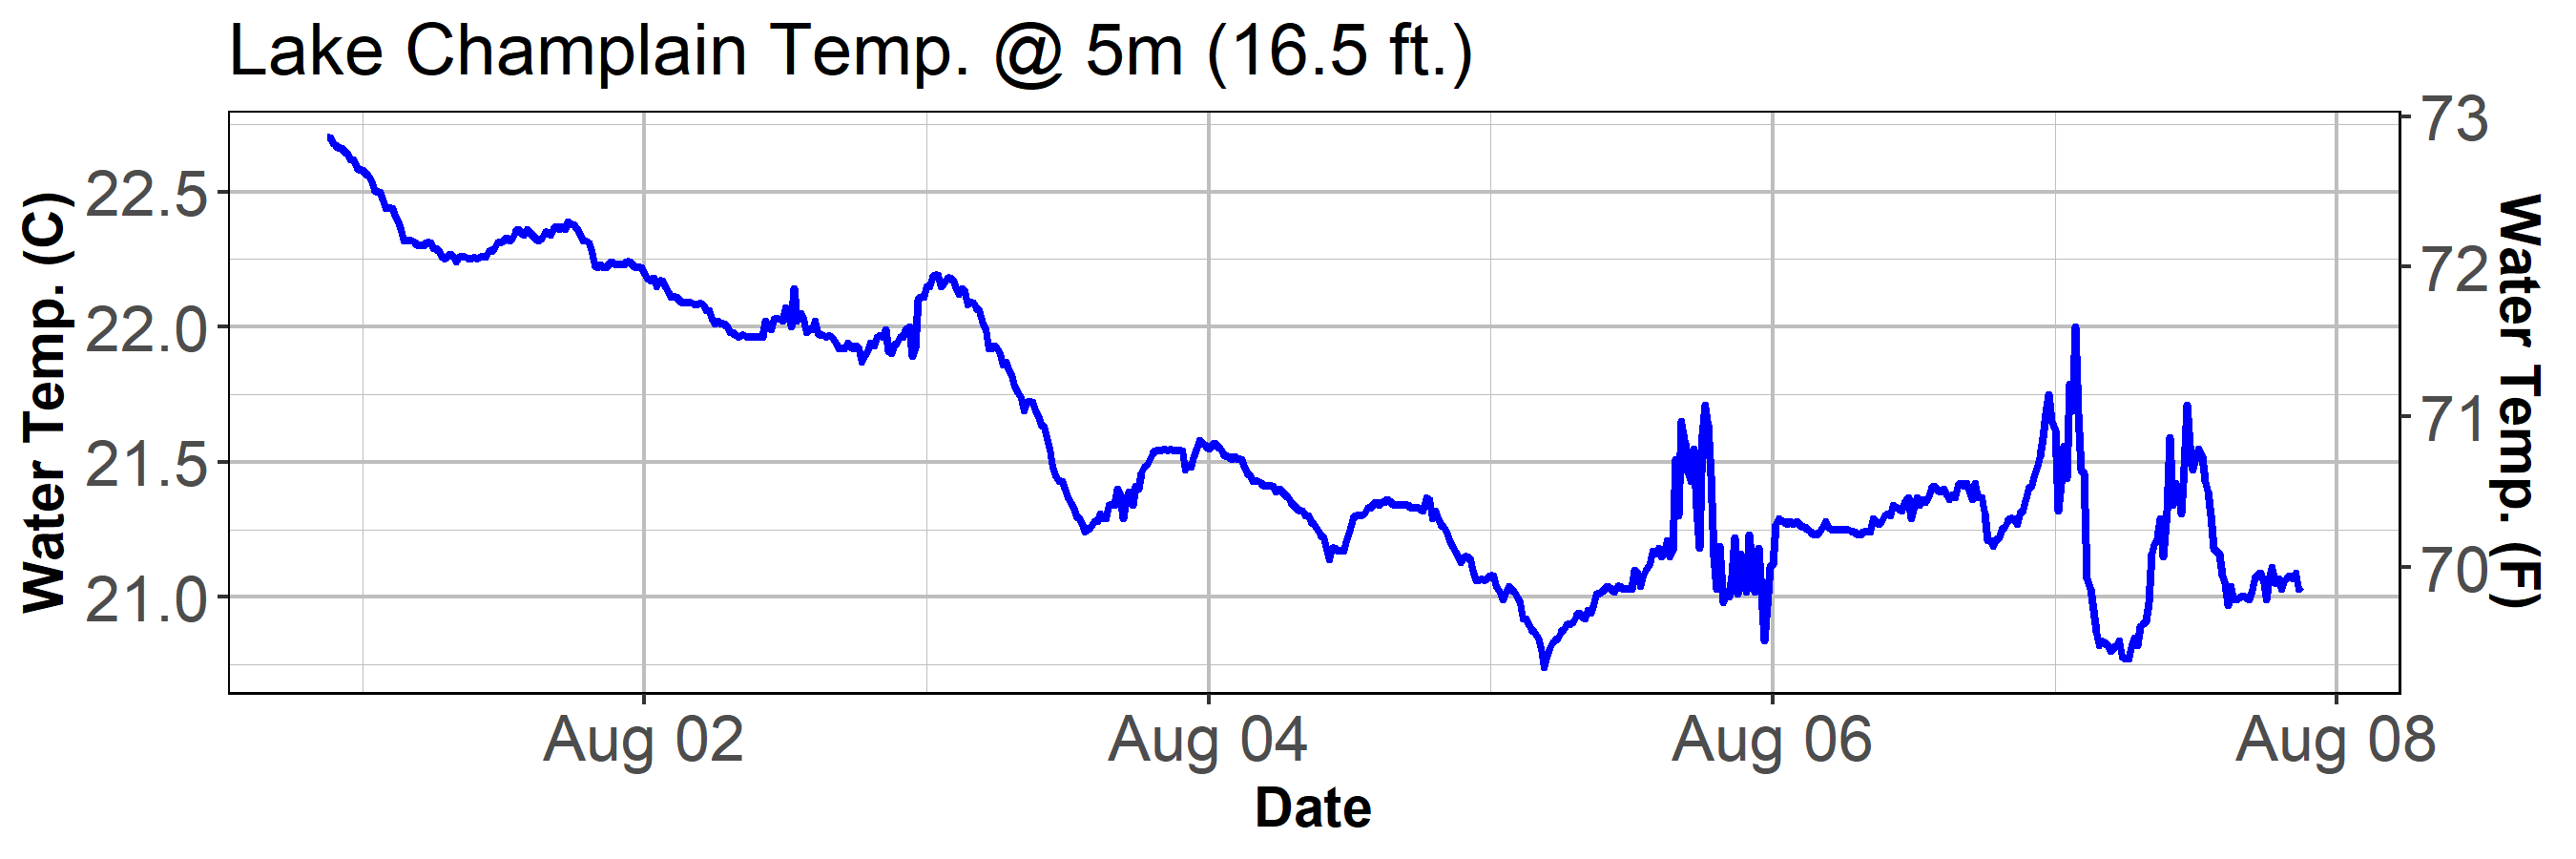 Lake Champlain Temp. @ 5m (16.5 ft.)
Water Temp. (C)
22.5
22.0
21.5
21.0
73
72
71
70
Water Temp. (F)
Aug 02 Aug 04 Aug 06 Aug 08
Date